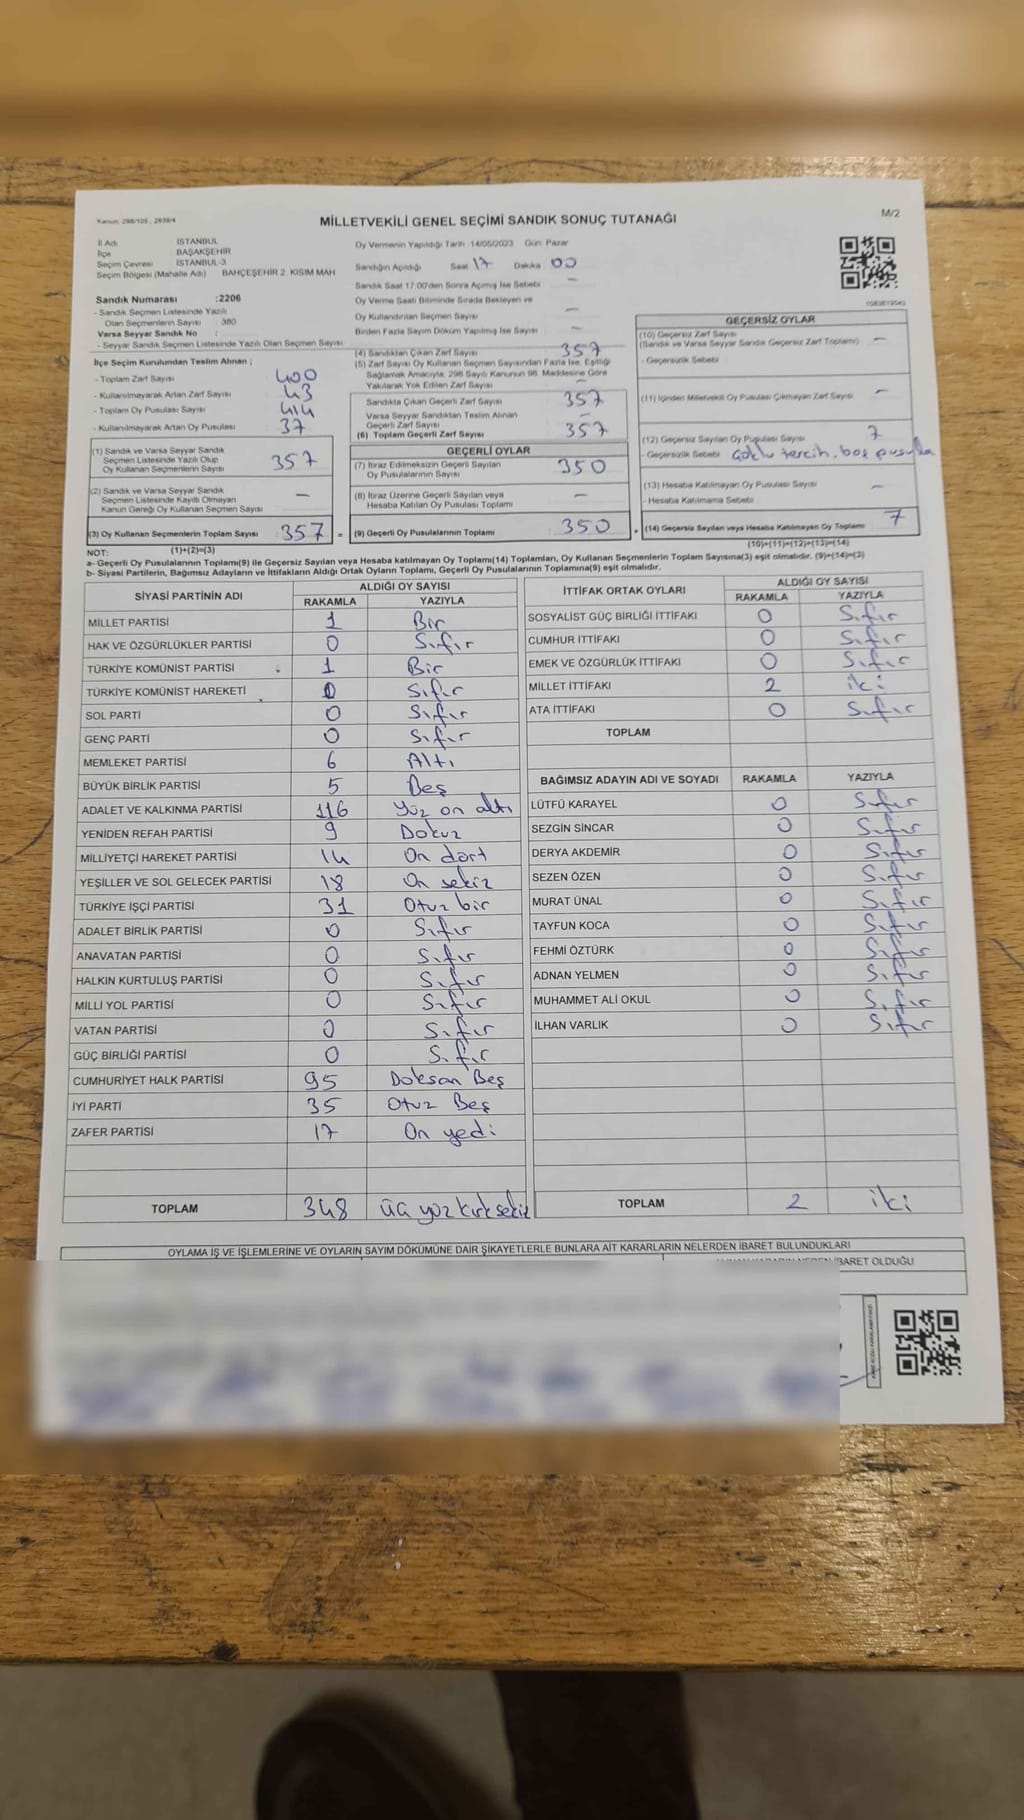 Kanun: 298/105 , 2839/4
M/2
MİLLETVEKİLİ GENEL SEÇİMİ SANDIK SONUÇ TUTANAĞI
İl Adı : İSTANBUL
İlçe : BAŞAKŞEHİR
Seçim Çevresi : İSTANBUL-3
Seçim Bölgesi (Mahalle Adı) BAHÇEŞEHİR 2. KISIM MAH
Sandık Numarası :2206
- Sandık Seçmen Listesinde Yazılı
Olan Seçmenlerin Sayısı 380
Varsa Seyyar Sandık No :
- Seyyar Sandık Seçmen Listesinde Yazılı Olan Seçmen Sayısı
Oy Vermenin Yapıldığı Tarih: 14/05/2023 Gün: Pazar
Sandığın Açıldığı Saat 17 Dakika 00
Sandık Saat 17:00'den Sonra Açımış İse Sebebi -
Oy Verme Saati Bitiminde Sırada Bekleyen ve
Oy Kullandırılan Seçmen Sayısı -
Birden Fazla Sayım Döküm Yapılmış İse Sayısı -
İlçe Seçim Kurulundan Teslim Alınan ;
- Toplam Zarf Sayısı 400
- Kullanılmayarak Artan Zarf Sayısı 43
- Toplam Oy Pusulası Sayısı 414
- Kullanılmayarak Artan Oy Pusulası 37
(1) Sandık ve Varsa Seyyar Sandık
Seçmen Listesinde Yazılı Olup
Oy Kullanan Seçmenlerin Sayısı 357
(2) Sandık ve Varsa Seyyar Sandık
Seçmen Listesinde Kayıtlı Olmayan
Kanun Gereği Oy Kullanan Seçmen Sayısı -
(3) Oy Kullanan Seçmenlerin Toplam Sayısı 357 =
(4) Sandıktan Çıkan Zarf Sayısı 357
(5) Zarf Sayısı Oy Kullanan Seçmen Sayısından Fazla İse, Eşitliği
Sağlamak Amacıyla, 298 Sayılı Kanunun 98. Maddesine Göre
Yakılarak Yok Edilen Zarf Sayısı -
Sandıkta Çıkan Geçerli Zarf Sayısı 357
Varsa Seyyar Sandıktan Teslim Alınan
Geçerli Zarf Sayısı -
(6) Toplam Geçerli Zarf Sayısı 357
GEÇERLİ OYLAR
(7) İtiraz Edilmeksizin Geçerli Sayılan
Oy Pusulalarının Sayısı 350
(8) İtiraz Üzerine Geçerli Sayılan veya
Hesaba Katılan Oy Pusulası Toplamı -
(9) Geçerli Oy Pusulalarının Toplamı 350 +
GEÇERSİZ OYLAR
(10) Geçersiz Zarf Sayısı
(Sandık ve Varsa Seyyar Sandık Geçersiz Zarf Toplamı) -
- Geçersizlik Sebebi
(11) İçinden Milletvekili Oy Pusulası Çıkmayan Zarf Sayısı -
(12) Geçersiz Sayılan Oy Pusulası Sayısı 7
- Geçersizlik Sebebi Çoklu tercih, boş pusula
(13) Hesaba Katılmayan Oy Pusulası Sayısı -
- Hesaba Katılmama Sebebi
(14) Geçersiz Sayılan veya Hesaba Katılmayan Oy Toplamı 7
NOT: (1)+(2)=(3)
(10)+(11)+(12)+(13)=(14)
a- Geçerli Oy Pusulasının Toplamı(9) ile Geçersiz Sayılan veya Hesaba katılmayan Oy Toplamı(14) Toplamları, Oy Kullanan Seçmenlerin Toplam Sayısına(3) eşit olmalıdır. (9)+(14)=(3)
b- Siyasi Partilerin, Bağımsız Adayların ve İttifakların Aldığı Ortak Oyların Toplamı, Geçerli Oy Pusulalarının Toplamına(9) eşit olmalıdır.
SİYASİ PARTİNİN ADI ALDIĞI OY SAYISI
RAKAMLA YAZIYLA
MİLLET PARTİSİ 1 Bir
HAK VE ÖZGÜRLÜKLER PARTİSİ 0 Sıfır
TÜRKİYE KOMÜNİST PARTİSİ 1 Bir
TÜRKİYE KOMÜNİST HAREKETİ 0 Sıfır
SOL PARTİ 0 Sıfır
GENÇ PARTİ 0 Sıfır
MEMLEKET PARTİSİ 6 Altı
BÜYÜK BİRLİK PARTİSİ 5 Beş
ADALET VE KALKINMA PARTİSİ 116 Yüz on altı
YENİDEN REFAH PARTİSİ 9 Dokuz
MİLLİYETÇİ HAREKET PARTİSİ 14 On dört
YEŞİLLER VE SOL GELECEK PARTİSİ 18 On sekiz
TÜRKİYE İŞÇİ PARTİSİ 31 Otuz bir
ADALET BİRLİK PARTİSİ 0 Sıfır
ANAVATAN PARTİSİ 0 Sıfır
HALKIN KURTULUŞ PARTİSİ 0 Sıfır
MİLLİ YOL PARTİSİ 0 Sıfır
VATAN PARTİSİ 0 Sıfır
GÜÇ BİRLİĞİ PARTİSİ 0 Sıfır
CUMHURİYET HALK PARTİSİ 95 Doksan Beş
İYİ PARTİ 35 Otuz Beş
ZAFER PARTİSİ 17 On yedi
TOPLAM 348 üç yüz kırk sekiz
İTTİFAK ORTAK OYLARI ALDIĞI OY SAYISI
RAKAMLA YAZIYLA
SOSYALİST GÜÇ BİRLİĞİ İTTİFAKI 0 Sıfır
CUMHUR İTTİFAKI 0 Sıfır
EMEK VE ÖZGÜRLÜK İTTİFAKI 0 Sıfır
MİLLET İTTİFAKI 2 iki
ATA İTTİFAKI 0 Sıfır
TOPLAM
BAĞIMSIZ ADAYIN ADI VE SOYADI RAKAMLA YAZIYLA
LÜTFÜ KARAYEL 0 Sıfır
SEZGİN SİNCAR 0 Sıfır
DERYA AKDEMİR 0 Sıfır
SEZEN ÖZEN 0 Sıfır
MURAT ÜNAL 0 Sıfır
TAYFUN KOCA 0 Sıfır
FEHMİ ÖZTÜRK 0 Sıfır
ADNAN YELMEN 0 Sıfır
MUHAMMET ALİ OKUL 0 Sıfır
İLHAN VARLIK 0 Sıfır
TOPLAM 2 iki
OYLAMA İŞ VE İŞLEMLERİNE VE OYLARIN SAYIM DÖKÜMÜNE DAİR ŞİKAYETLERLE BUNLARA AİT KARARLARIN NELERDEN İBARET BULUNDUKLARI
İBARET OLDUĞU